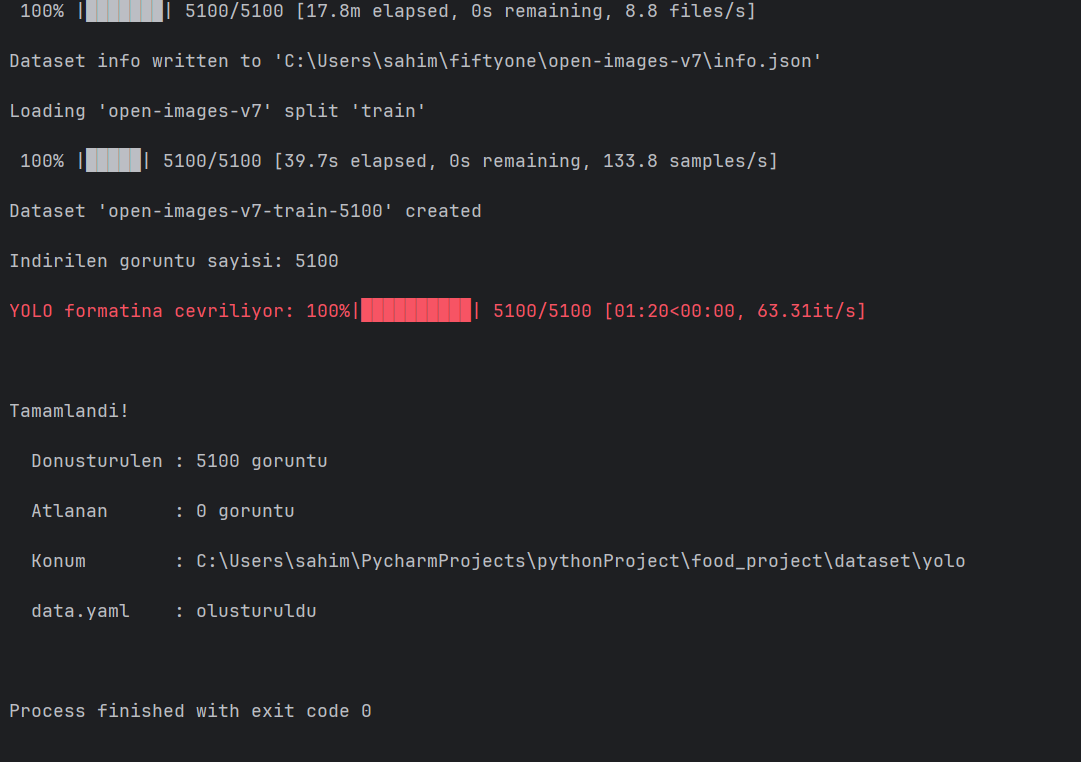 100% |███████| 5100/5100 [17.8m elapsed, 0s remaining, 8.8 files/s]
Dataset info written to 'C:\Users\sahim\fiftyone\open-images-v7\info.json'
Loading 'open-images-v7' split 'train'
100% |█████| 5100/5100 [39.7s elapsed, 0s remaining, 133.8 samples/s]
Dataset 'open-images-v7-train-5100' created
Indirilen goruntu sayisi: 5100
YOLO formatina cevriliyor: 100%|██████████| 5100/5100 [01:20<00:00, 63.31it/s]
Tamamlandi!
Donusturulen : 5100 goruntu
Atlanan : 0 goruntu
Konum : C:\Users\sahim\PycharmProjects\pythonProject\food_project\dataset\yolo
data.yaml : olusturuldu
Process finished with exit code 0